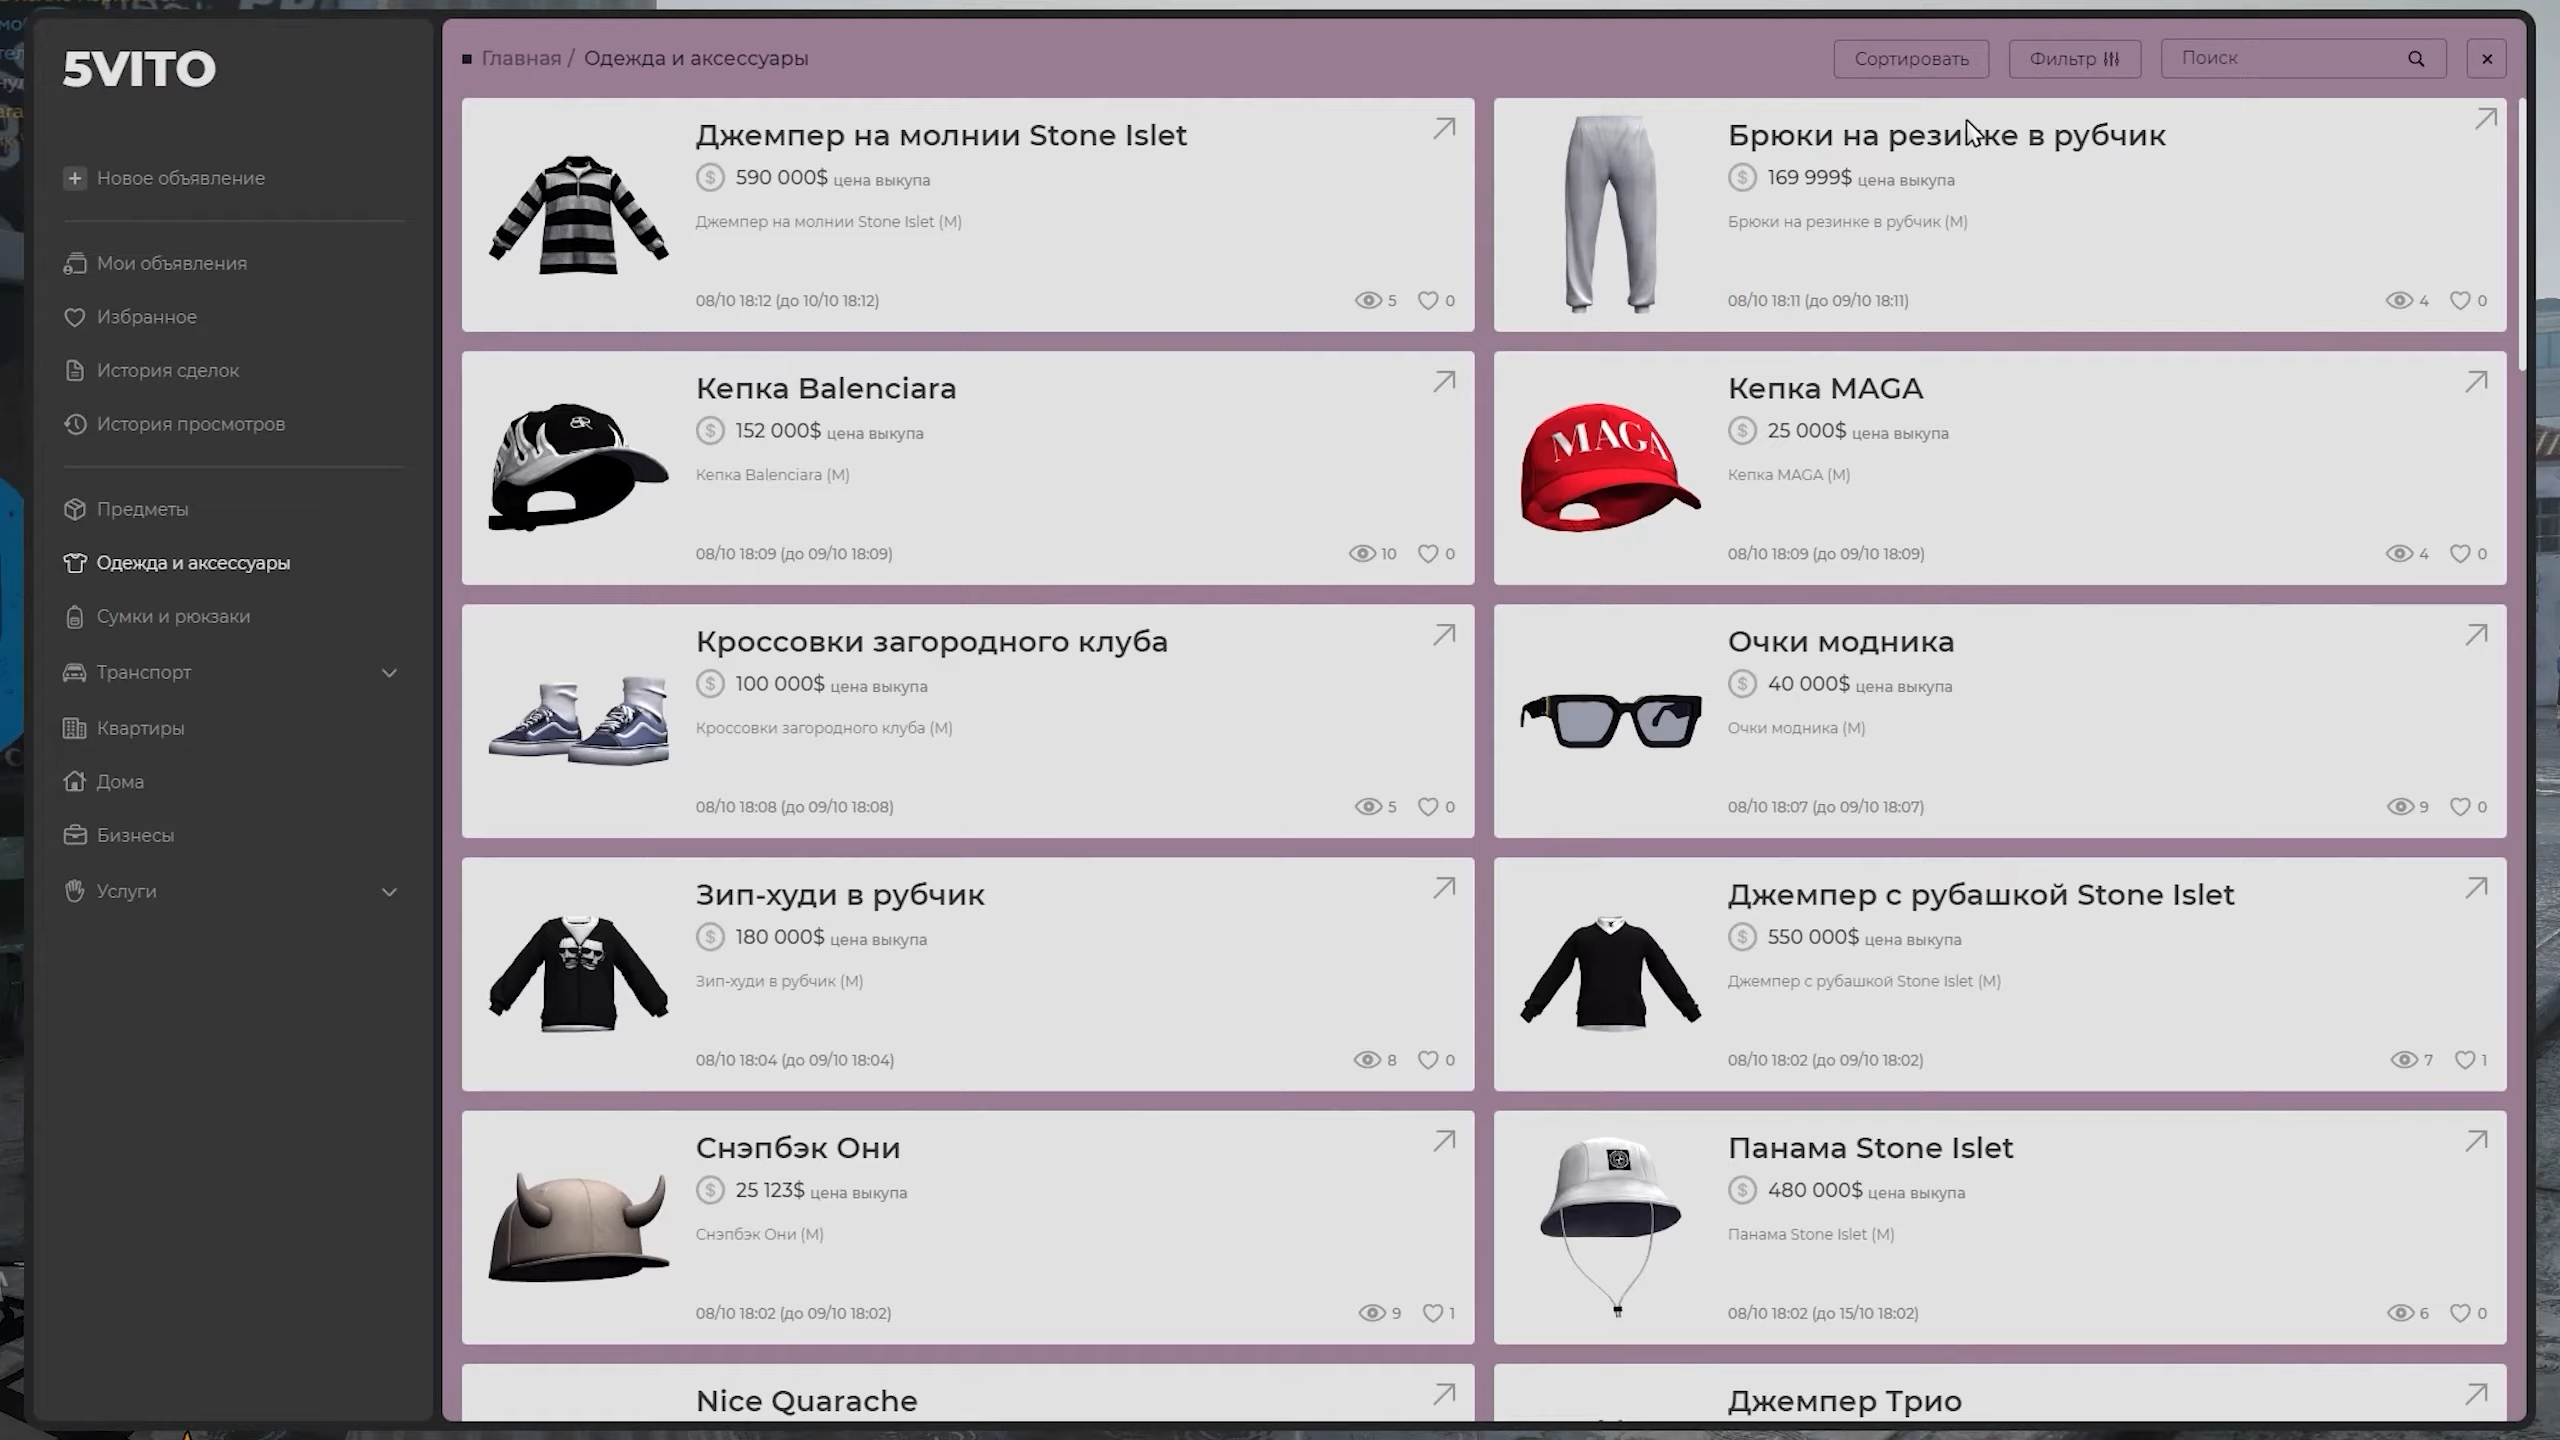 5VITO
Новое объявление
Мои объявления
Избранное
История сделок
История просмотров
Предметы
Одежда и аксессуары
Сумки и рюкзаки
Транспорт
Квартиры
Дома
Бизнесы
Услуги
Главная / Одежда и аксессуары
Сортировать
Фильтр
Поиск
Джемпер на молнии Stone Islet
590 000$ цена выкупа
Джемпер на молнии Stone Islet (M)
08/10 18:12 (до 10/10 18:12)
5 0
Брюки на резинке в рубчик
169 999$ цена выкупа
Брюки на резинке в рубчик (M)
08/10 18:11 (до 09/10 18:11)
4 0
Кепка Balenciara
152 000$ цена выкупа
Кепка Balenciara (M)
08/10 18:09 (до 09/10 18:09)
10 0
MAGA
Кепка MAGA
25 000$ цена выкупа
Кепка MAGA (M)
08/10 18:09 (до 09/10 18:09)
4 0
Кроссовки загородного клуба
100 000$ цена выкупа
Кроссовки загородного клуба (M)
08/10 18:08 (до 09/10 18:08)
5 0
Очки модника
40 000$ цена выкупа
Очки модника (M)
08/10 18:07 (до 09/10 18:07)
9 0
Зип-худи в рубчик
180 000$ цена выкупа
Зип-худи в рубчик (M)
08/10 18:04 (до 09/10 18:04)
8 0
Джемпер с рубашкой Stone Islet
550 000$ цена выкупа
Джемпер с рубашкой Stone Islet (M)
08/10 18:02 (до 09/10 18:02)
7 1
Снэпбэк Они
25 123$ цена выкупа
Снэпбэк Они (M)
08/10 18:02 (до 09/10 18:02)
9 1
Панама Stone Islet
480 000$ цена выкупа
Панама Stone Islet (M)
08/10 18:02 (до 15/10 18:02)
6 0
Nice Quarache
Джемпер Трио